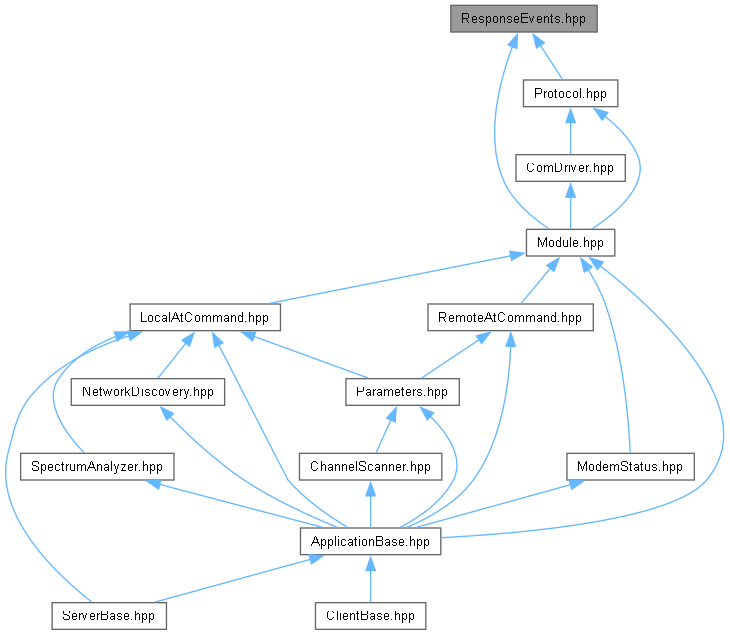 ResponseEvents.hpp
Protocol.hpp
ComDriver.hpp
Module.hpp
LocalAtCommand.hpp
RemoteAtCommand.hpp
NetworkDiscovery.hpp
Parameters.hpp
SpectrumAnalyzer.hpp
ChannelScanner.hpp
ModemStatus.hpp
ApplicationBase.hpp
ServerBase.hpp
ClientBase.hpp